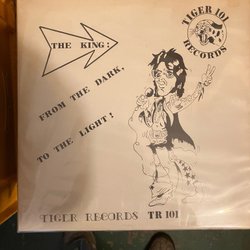 TIGER 101
RECORDS
THE KING:
FROM THE DARK,
TO THE LIGHT!
TIGER RECORDS TR 101